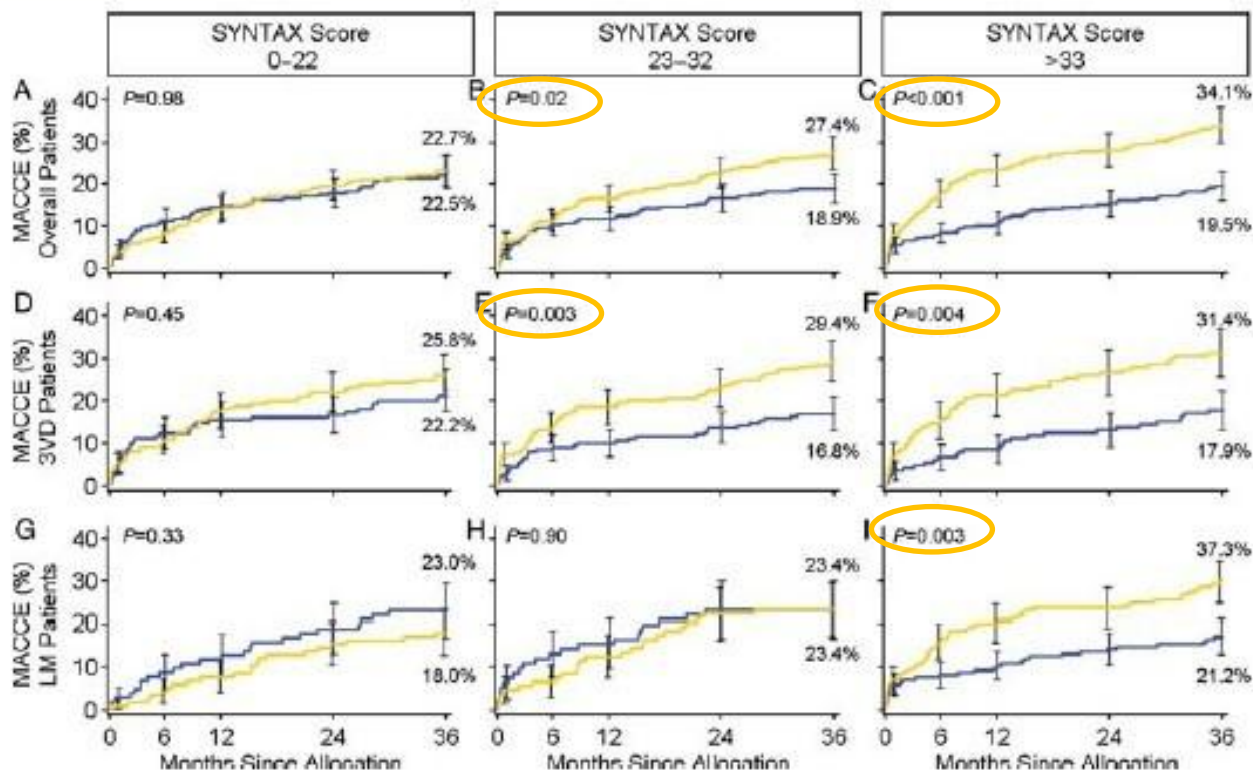 SYNTAX Score
0–22
SYNTAX Score
23–32
SYNTAX Score
>33
A
MACCE (%)
Overall Patients
40
30
20
10
0
P=0.98
22.7%
22.5%
B
P=0.02
27.4%
18.9%
C
P<0.001
34.1%
19.5%
D
MACCE (%)
3VD Patients
40
30
20
10
0
P=0.45
25.8%
22.2%
E
P=0.003
29.4%
16.8%
F
P=0.004
31.4%
17.9%
G
MACCE (%)
LM Patients
40
30
20
10
0
P=0.33
23.0%
18.0%
H
P=0.90
23.4%
23.4%
I
P=0.003
37.3%
21.2%
0 6 12 24 36
0 6 12 24 36
0 6 12 24 36
Months Since Allocation
Months Since Allocation
Months Since Allocation